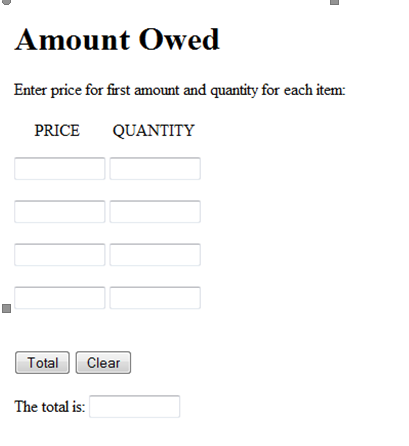 Amount Owed
Enter price for first amount and quantity for each item:
PRICE QUANTITY
Total Clear
The total is: